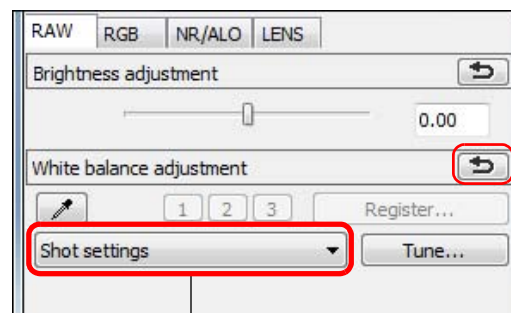 RAW RGB NR/ALO LENS
Brightness adjustment
0.00
White balance adjustment
1 2 3 Register...
Shot settings Tune...